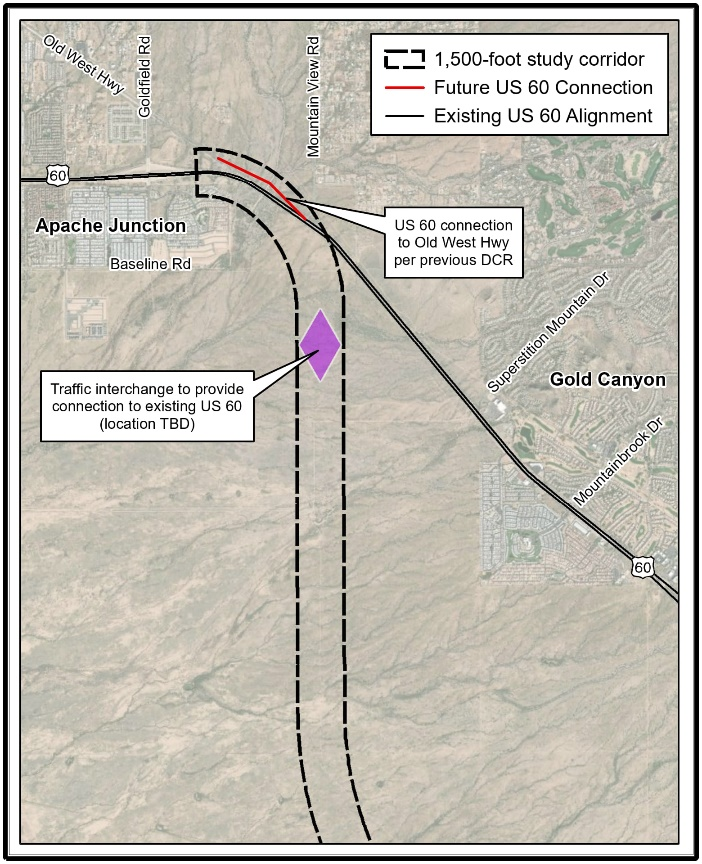 Old West Hwy
Goldfield Rd
Mountain View Rd
1,500-foot study corridor
Future US 60 Connection
Existing US 60 Alignment
60
Apache Junction
Baseline Rd
US 60 connection
to Old West Hwy
per previous DCR
Superstition Mountain Dr
Gold Canyon
Traffic interchange to provide
connection to existing US 60
(location TBD)
Mountainbrook Dr
60